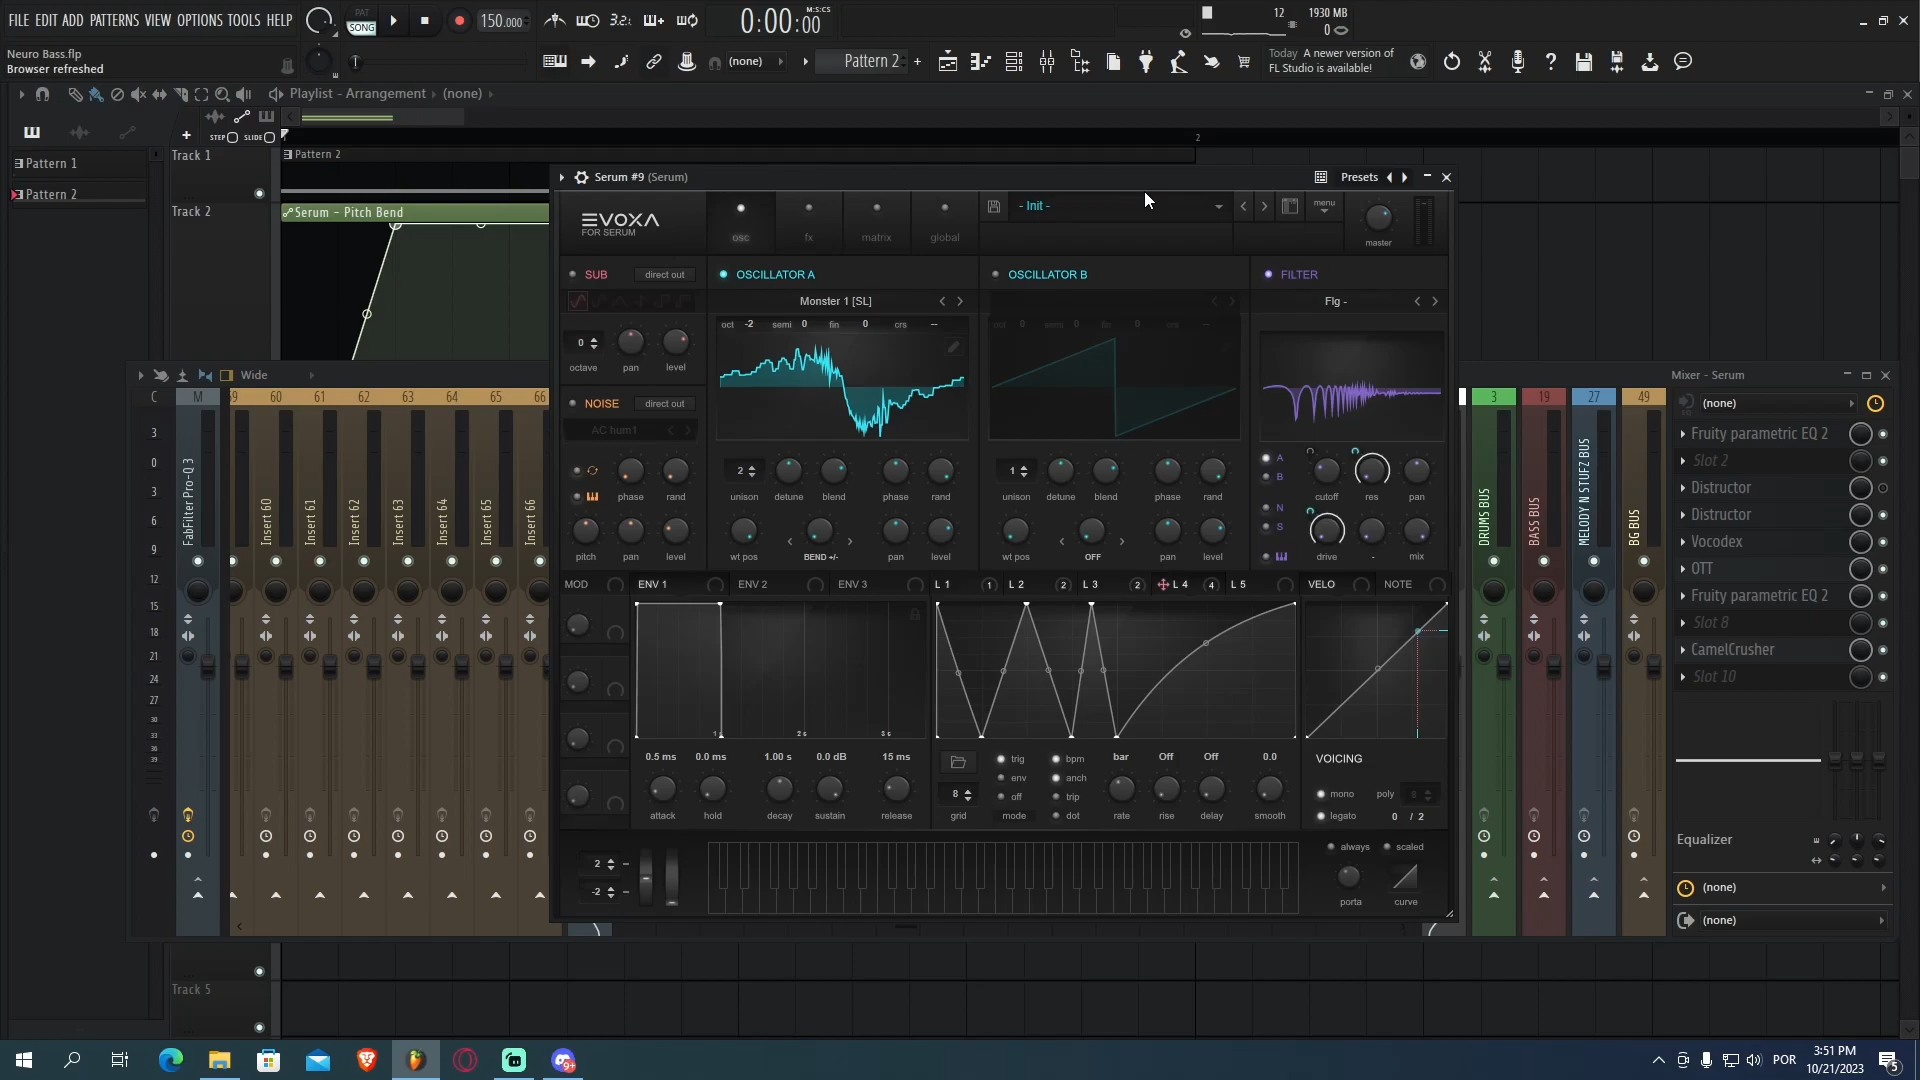 FILE EDIT ADD PATTERNS VIEW OPTIONS TOOLS HELP
PAT
SONG
150.000
3.2.
0:00:00
M:S:CS
12
1930 MB
0
Neuro Bass.flp
Browser refreshed
(none)
Pattern 2
+
Today A newer version of
FL Studio is available!
Playlist - Arrangement
(none)
STEP
SLIDE
2
Pattern 1
Pattern 2
Track 1
Pattern 2
Track 2
Serum - Pitch Bend
Track 5
Serum #9 (Serum)
Presets
EVOXA
FOR SERUM
osc
fx
matrix
global
- Init -
menu
master
SUB
direct out
OSCILLATOR A
OSCILLATOR B
FILTER
Monster 1 [SL]
Flg -
oct -2 semi 0 fin 0 crs --
oct 0 semi 0 fin 0 crs --
0
octave
pan
level
NOISE
direct out
AC hum1
phase
rand
2
unison
detune
blend
phase
rand
1
unison
detune
blend
phase
rand
A
B
N
S
cutoff
res
pan
pitch
pan
level
wt pos
BEND +/-
pan
level
wt pos
OFF
pan
level
drive
-
mix
MOD
ENV 1
ENV 2
ENV 3
L 1
1
L 2
2
L 3
2
L 4
4
L 5
VELO
NOTE
2 s
3 s
0.5 ms
0.0 ms
1.00 s
0.0 dB
15 ms
attack
hold
decay
sustain
release
8
grid
trig
env
off
mode
bpm
anch
trip
dot
bar
Off
Off
0.0
rate
rise
delay
smooth
VOICING
mono
poly
8
legato
0 / 2
always
scaled
porta
curve
2
-2
Wide
C
M
60
61
62
63
64
65
66
3
0
3
6
9
12
15
18
21
24
27
30
33
36
39
FabFilter Pro-Q 3
Insert 60
Insert 61
Insert 62
Insert 63
Insert 64
Insert 65
Insert 66
3
19
27
49
DRUMS BUS
BASS BUS
MELODY N STUFZ BUS
BG BUS
Mixer - Serum
(none)
Fruity parametric EQ 2
Slot 2
Distructor
Distructor
Vocodex
OTT
Fruity parametric EQ 2
Slot 8
CamelCrusher
Slot 10
Equalizer
(none)
(none)
9+
POR
3:51 PM
10/21/2023
5